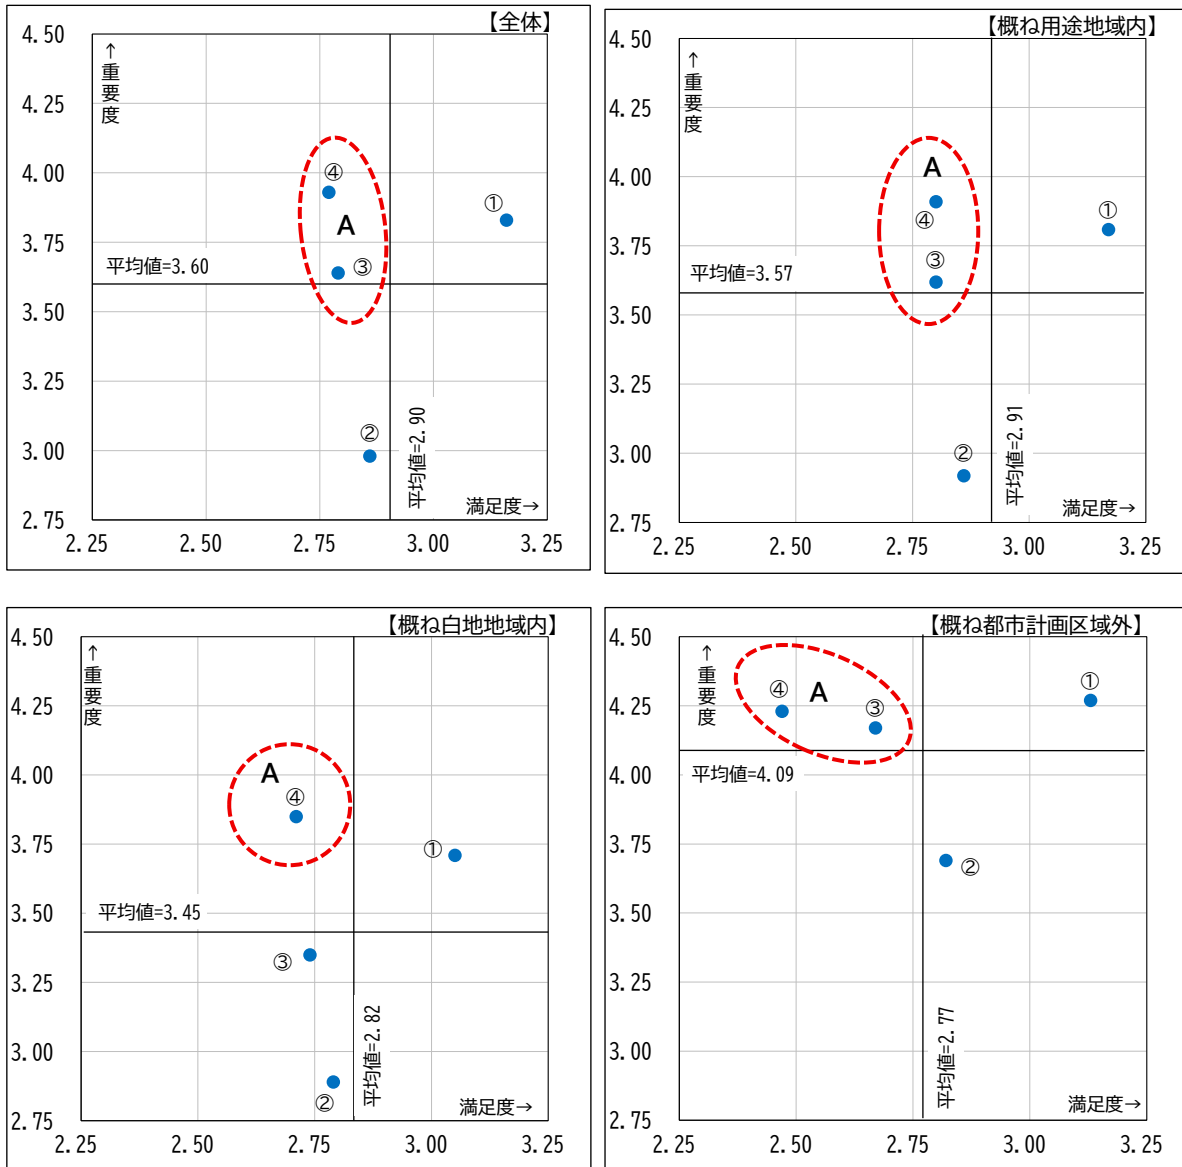 【全体】
4.50
4.25
4.00
3.75
3.50
3.25
3.00
2.75
↑重要度
④
A
③
①
②
平均値=3.60
平均値=2.90
満足度→
2.25
2.50
2.75
3.00
3.25
【概ね用途地域内】
4.50
4.25
4.00
3.75
3.50
3.25
3.00
2.75
↑重要度
A
④
③
①
②
平均値=3.57
平均値=2.91
満足度→
2.25
2.50
2.75
3.00
3.25
【概ね白地地域内】
4.50
4.25
4.00
3.75
3.50
3.25
3.00
2.75
↑重要度
A
④
①
平均値=3.45
③
②
平均値=2.82
満足度→
2.25
2.50
2.75
3.00
3.25
【概ね都市計画区域外】
4.50
4.25
4.00
3.75
3.50
3.25
3.00
2.75
↑重要度
④
A
③
①
平均値=4.09
②
平均値=2.77
満足度→
2.25
2.50
2.75
3.00
3.25